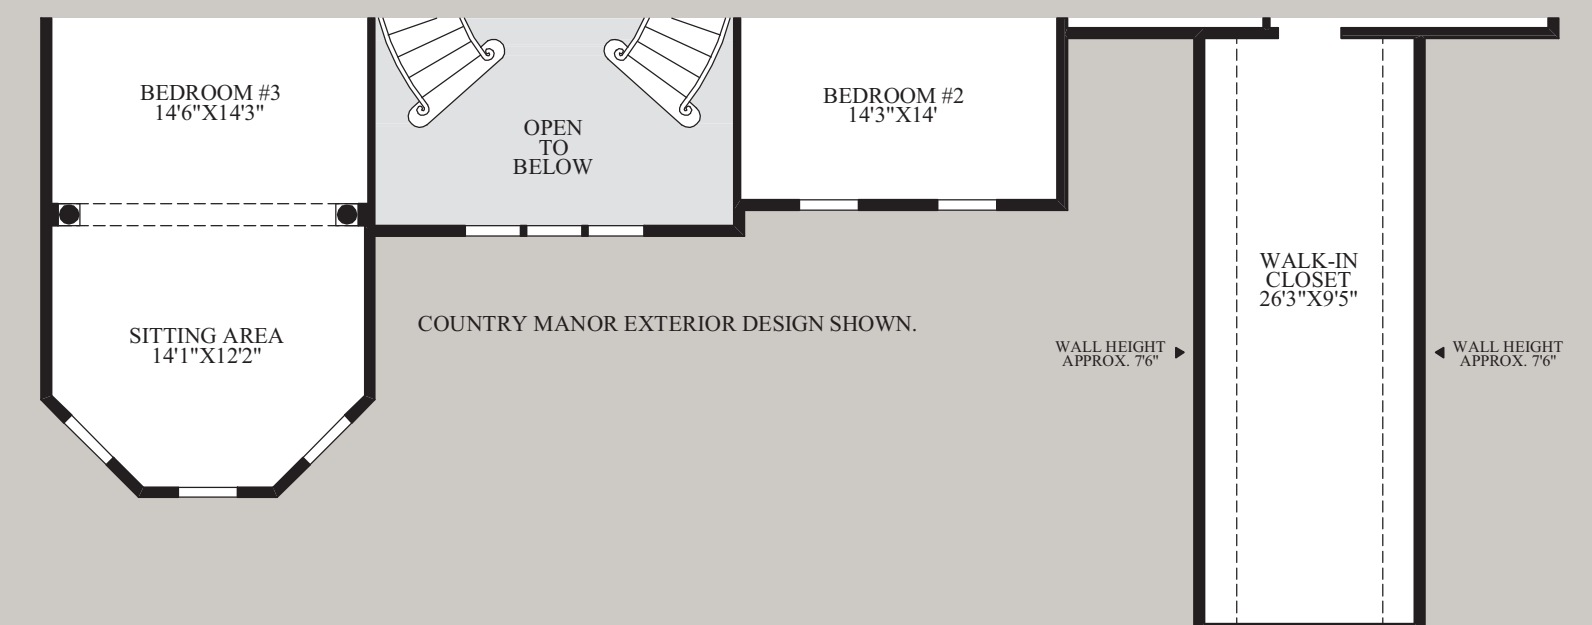 BEDROOM #3
14'6"X14'3"
OPEN
TO
BELOW
BEDROOM #2
14'3"X14'
WALK-IN
CLOSET
26'3"X9'5"
SITTING AREA
14'1"X12'2"
COUNTRY MANOR EXTERIOR DESIGN SHOWN.
WALL HEIGHT
APPROX. 7'6"
WALL HEIGHT
APPROX. 7'6"